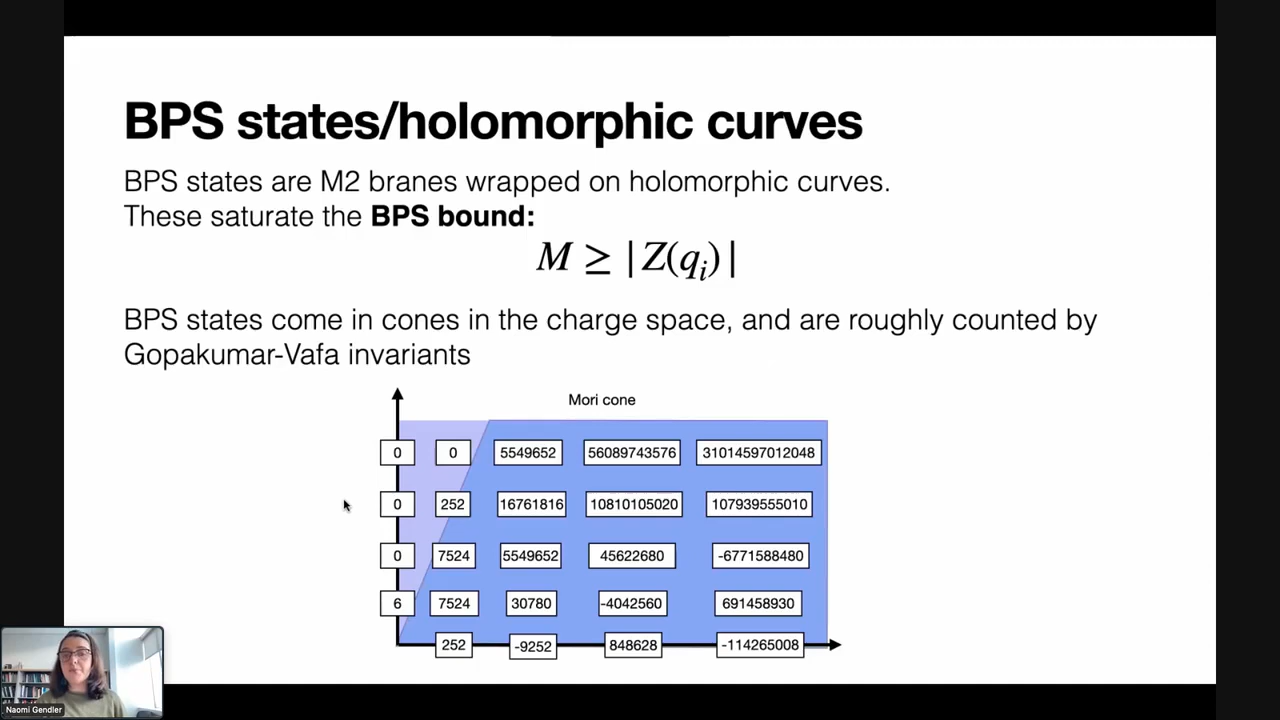 BPS states/holomorphic curves
BPS states are M2 branes wrapped on holomorphic curves.
These saturate the BPS bound:
M ≥ |Z(qᵢ)|
BPS states come in cones in the charge space, and are roughly counted by
Gopakumar-Vafa invariants
Mori cone
0 0 5549652 56089743576 31014597012048
0 252 16761816 10810105020 107939555010
0 7524 5549652 45622680 -6771588480
6 7524 30780 -4042560 691458930
252 -9252 848628 -114265008
Naomi Gendler